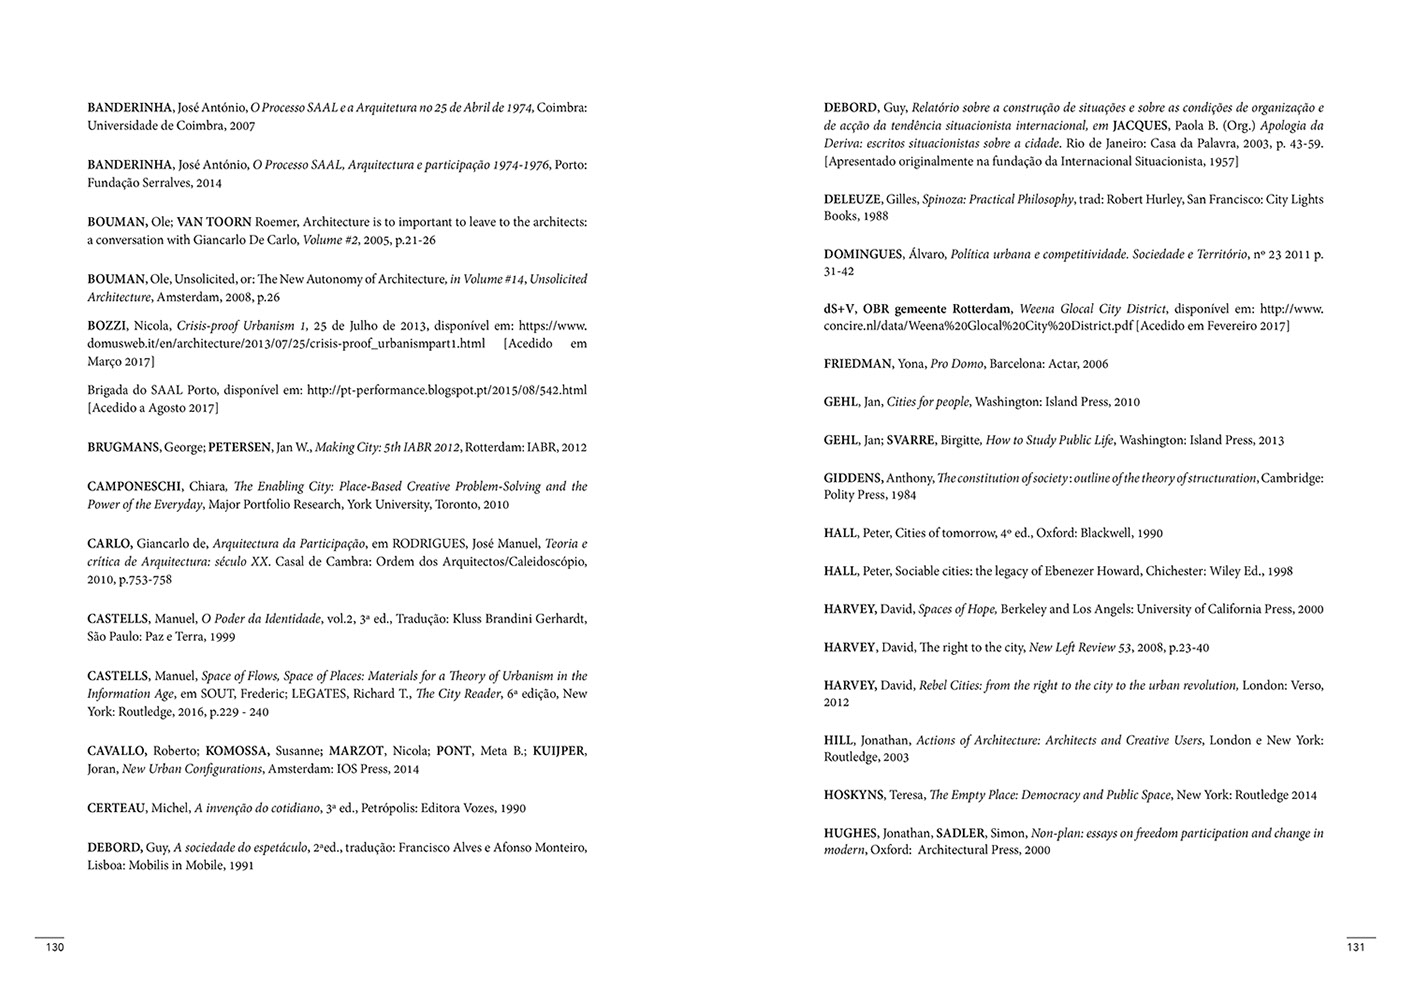 BANDERINHA, José António, O Processo SAAL e a Arquitetura no 25 de Abril de 1974, Coimbra:
Universidade de Coimbra, 2007
BANDERINHA, José António, O Processo SAAL, Arquitectura e participação 1974-1976, Porto:
Fundação Serralves, 2014
BOUMAN, Ole; VAN TOORN Roemer, Architecture is to important to leave to the architects:
a conversation with Giancarlo De Carlo, Volume #2, 2005, p.21-26
BOUMAN, Ole, Unsolicited, or: The New Autonomy of Architecture, in Volume #14, Unsolicited
Architecture, Amsterdam, 2008, p.26
BOZZI, Nicola, Crisis-proof Urbanism 1, 25 de Julho de 2013, disponível em: https://www.
domusweb.it/en/architecture/2013/07/25/crisis-proof_urbanismpart1.html [Acedido em
Março 2017]
Brigada do SAAL Porto, disponível em: http://pt-performance.blogspot.pt/2015/08/542.html
[Acedido a Agosto 2017]
BRUGMANS, George; PETERSEN, Jan W., Making City: 5th IABR 2012, Rotterdam: IABR, 2012
CAMPONESCHI, Chiara, The Enabling City: Place-Based Creative Problem-Solving and the
Power of the Everyday, Major Portfolio Research, York University, Toronto, 2010
CARLO, Giancarlo de, Arquitectura da Participação, em RODRIGUES, José Manuel, Teoria e
crítica de Arquitectura: século XX. Casal de Cambra: Ordem dos Arquitectos/Caleidoscópio,
2010, p.753-758
CASTELLS, Manuel, O Poder da Identidade, vol.2, 3ª ed., Tradução: Kluss Brandini Gerhardt,
São Paulo: Paz e Terra, 1999
CASTELLS, Manuel, Space of Flows, Space of Places: Materials for a Theory of Urbanism in the
Information Age, em SOUT, Frederic; LEGATES, Richard T., The City Reader, 6ª edição, New
York: Routledge, 2016, p.229 - 240
CAVALLO, Roberto; KOMOSSA, Susanne; MARZOT, Nicola; PONT, Meta B.; KUIJPER,
Joran, New Urban Configurations, Amsterdam: IOS Press, 2014
CERTEAU, Michel, A invenção do cotidiano, 3ª ed., Petrópolis: Editora Vozes, 1990
DEBORD, Guy, A sociedade do espetáculo, 2ªed., tradução: Francisco Alves e Afonso Monteiro,
Lisboa: Mobilis in Mobile, 1991
130
DEBORD, Guy, Relatório sobre a construção de situações e sobre as condições de organização e
de acção da tendência situacionista internacional, em JACQUES, Paola B. (Org.) Apologia da
Deriva: escritos situacionistas sobre a cidade. Rio de Janeiro: Casa da Palavra, 2003, p. 43-59.
[Apresentado originalmente na fundação da Internacional Situacionista, 1957]
DELEUZE, Gilles, Spinoza: Practical Philosophy, trad: Robert Hurley, San Francisco: City Lights
Books, 1988
DOMINGUES, Álvaro, Política urbana e competitividade. Sociedade e Território, nº 23 2011 p.
31-42
dS+V, OBR gemeente Rotterdam, Weena Glocal City District, disponível em: http://www.
concire.nl/data/Weena%20Glocal%20City%20District.pdf [Acedido em Fevereiro 2017]
FRIEDMAN, Yona, Pro Domo, Barcelona: Actar, 2006
GEHL, Jan, Cities for people, Washington: Island Press, 2010
GEHL, Jan; SVARRE, Birgitte, How to Study Public Life, Washington: Island Press, 2013
GIDDENS, Anthony, The constitution of society : outline of the theory of structuration, Cambridge:
Polity Press, 1984
HALL, Peter, Cities of tomorrow, 4º ed., Oxford: Blackwell, 1990
HALL, Peter, Sociable cities: the legacy of Ebenezer Howard, Chichester: Wiley Ed., 1998
HARVEY, David, Spaces of Hope, Berkeley and Los Angels: University of California Press, 2000
HARVEY, David, The right to the city, New Left Review 53, 2008, p.23-40
HARVEY, David, Rebel Cities: from the right to the city to the urban revolution, London: Verso,
2012
HILL, Jonathan, Actions of Architecture: Architects and Creative Users, London e New York:
Routledge, 2003
HOSKYNS, Teresa, The Empty Place: Democracy and Public Space, New York: Routledge 2014
HUGHES, Jonathan, SADLER, Simon, Non-plan: essays on freedom participation and change in
modern, Oxford: Architectural Press, 2000
131